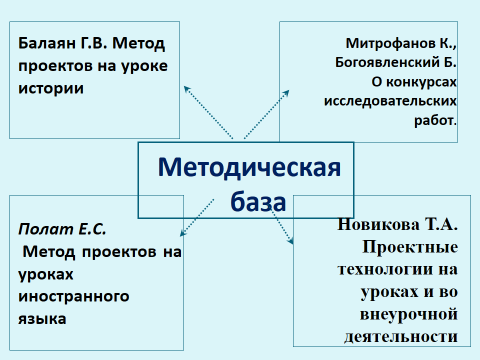 Балаян Г.В. Метод
проектов на уроке
истории
Митрофанов К.,
Богоявленский Б.
О конкурсах
исследовательских
работ.
Методическая
база
Полат Е.С.
Метод проектов на
уроках
иностранного
языка
Новикова Т.А.
Проектные
технологии на
уроках и во
внеурочной
деятельности